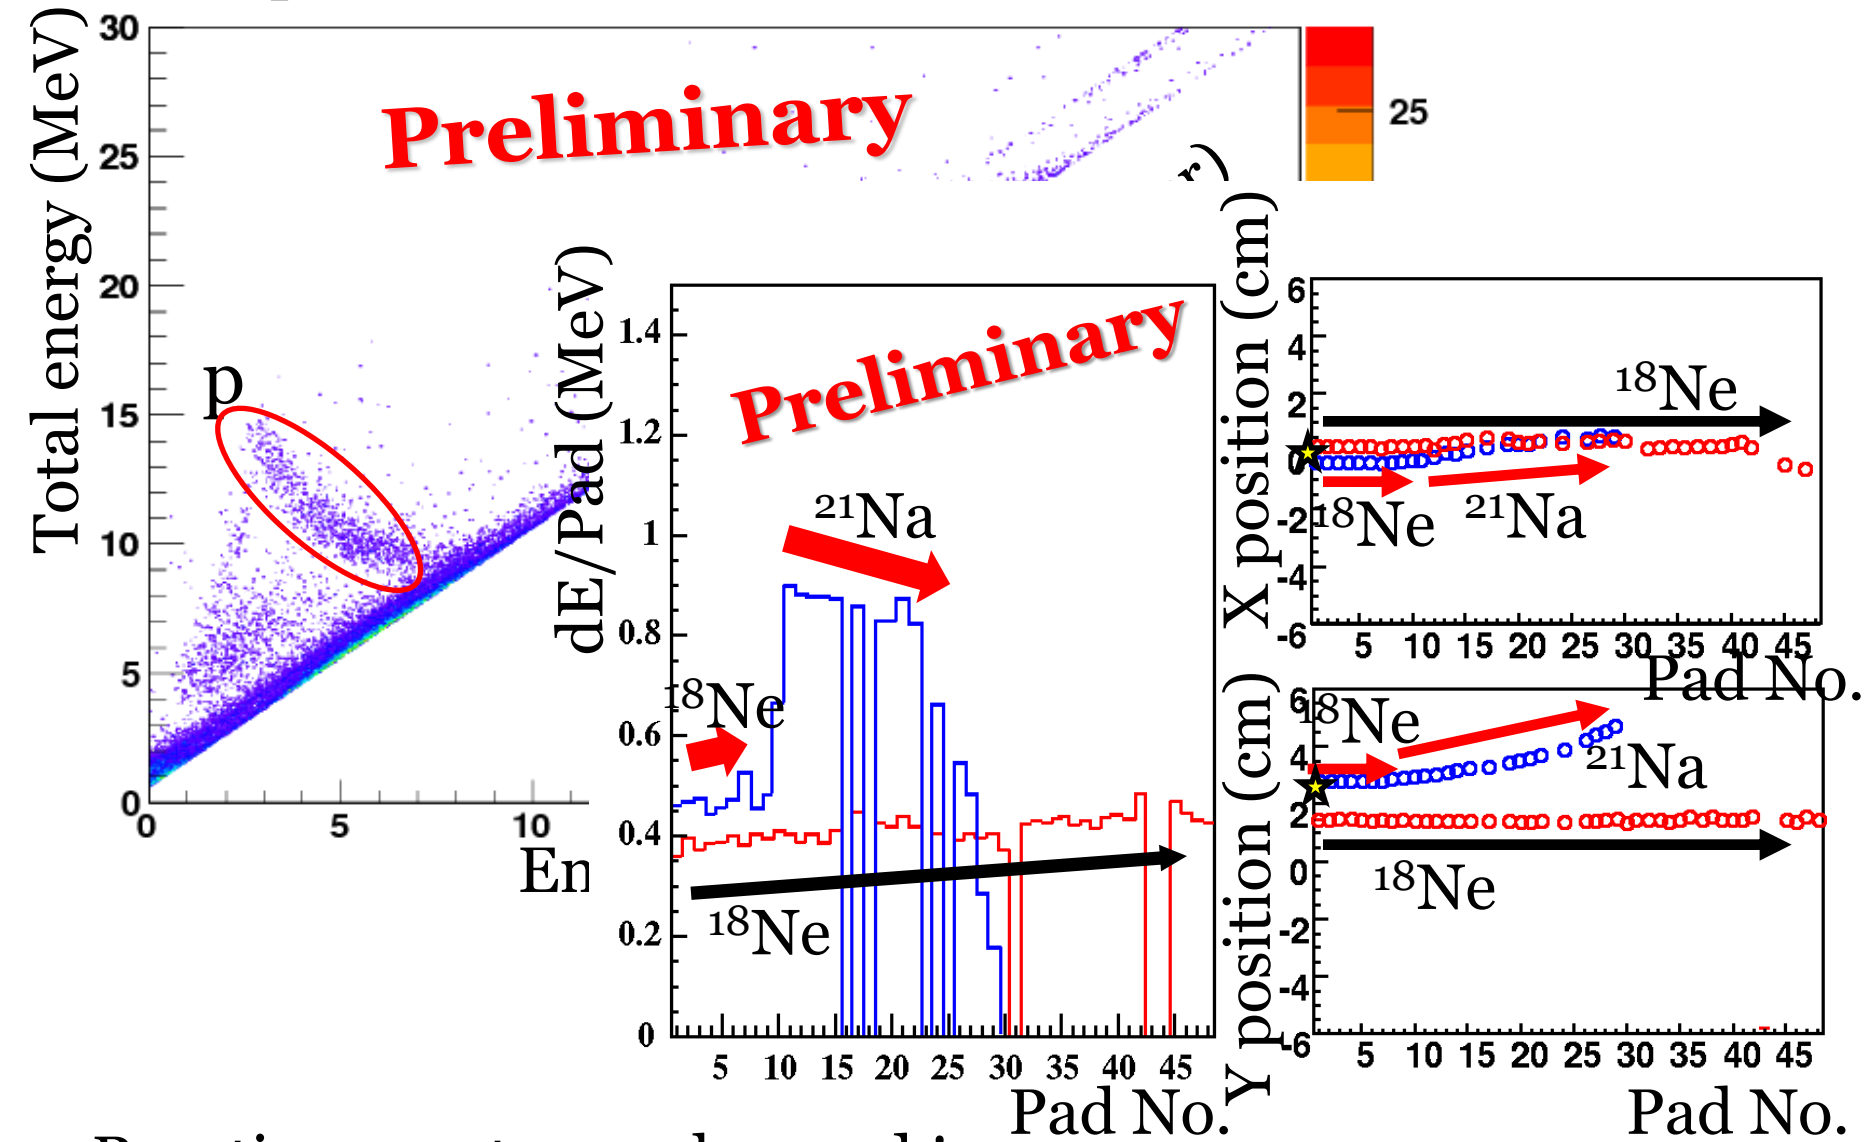 Total energy (MeV)
30
25
20
15
10
5
0
0
5
10
Preliminary
p
25
dE/Pad (MeV)
1.4
1.2
1
0.8
0.6
0.4
0.2
0
Preliminary
21Na
18Ne
18Ne
5 10 15 20 25 30 35 40 45
Pad No.
X position (cm)
6
4
2
0
-2
-4
-6
18Ne
18Ne
21Na
5 10 15 20 25 30 35 40 45
Pad No.
Y position (cm)
6
4
2
0
-2
-4
-6
18Ne
21Na
18Ne
5 10 15 20 25 30 35 40 45
Pad No.